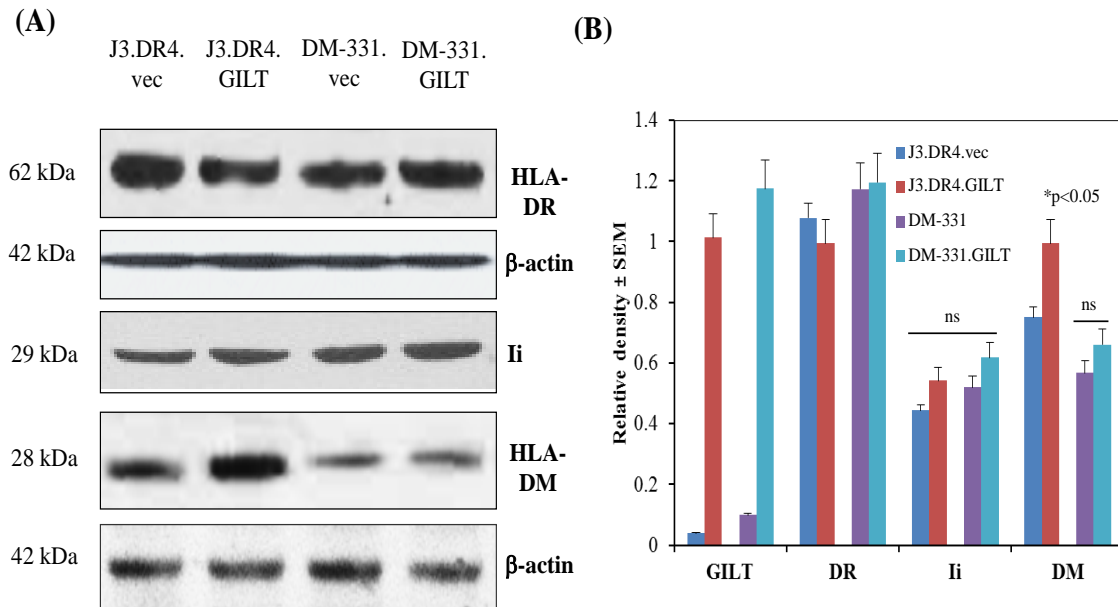 (A)
J3.DR4.
vec
J3.DR4.
GILT
DM-331.
vec
DM-331.
GILT
62 kDa
HLA-
DR
42 kDa
β-actin
29 kDa
Ii
28 kDa
HLA-
DM
42 kDa
β-actin
(B)
Relative density ± SEM
1.4
1.2
1
0.8
0.6
0.4
0.2
0
J3.DR4.vec
J3.DR4.GILT
DM-331
DM-331.GILT
*p<0.05
ns
ns
GILT
DR
Ii
DM